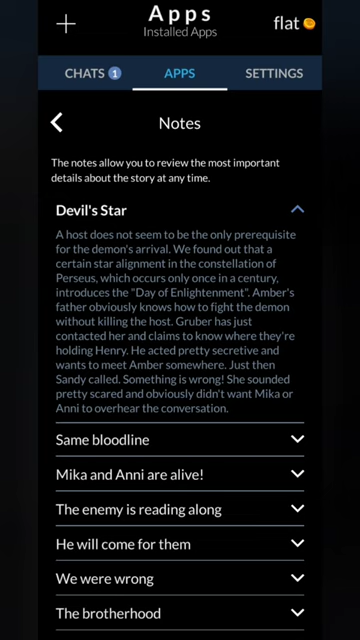 Apps
Installed Apps
flat
CHATS 1
APPS
SETTINGS
Notes
The notes allow you to review the most important
details about the story at any time.
Devil's Star
A host does not seem to be the only prerequisite
for the demon's arrival. We found out that a
certain star alignment in the constellation of
Perseus, which occurs only once in a century,
introduces the "Day of Enlightenment". Amber's
father obviously knows how to fight the demon
without killing the host. Gruber has just
contacted her and claims to know where they're
holding Henry. He acted pretty secretive and
wants to meet Amber somewhere. Just then
Sandy called. Something is wrong! She sounded
pretty scared and obviously didn't want Mika or
Anni to overhear the conversation.
Same bloodline
Mika and Anni are alive!
The enemy is reading along
He will come for them
We were wrong
The brotherhood